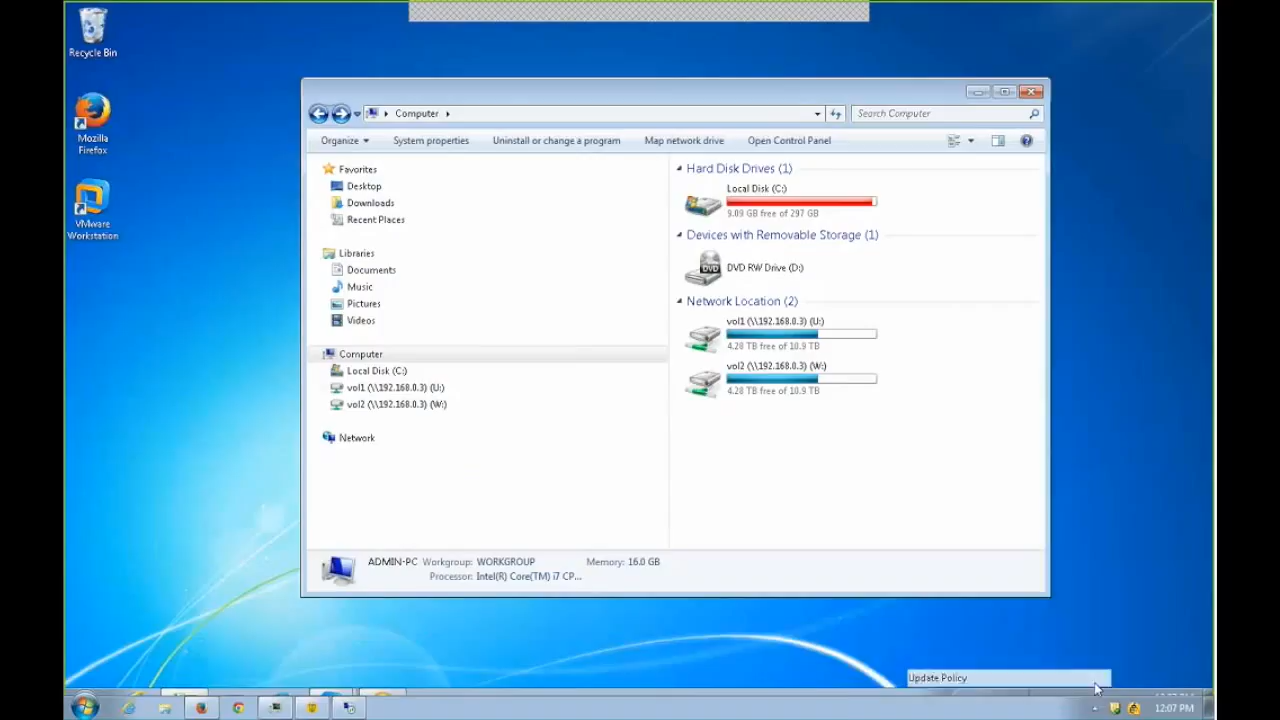 Recycle Bin
Mozilla
Firefox
VMware
Workstation
Computer
Search Computer
Organize
System properties
Uninstall or change a program
Map network drive
Open Control Panel
Favorites
Desktop
Downloads
Recent Places
Libraries
Documents
Music
Pictures
Videos
Computer
Local Disk (C:)
vol1 (\\192.168.0.3) (U:)
vol2 (\\192.168.0.3) (W:)
Network
Hard Disk Drives (1)
Local Disk (C:)
9.09 GB free of 297 GB
Devices with Removable Storage (1)
DVD
DVD RW Drive (D:)
Network Location (2)
vol1 (\\192.168.0.3) (U:)
4.28 TB free of 10.9 TB
vol2 (\\192.168.0.3) (W:)
4.28 TB free of 10.9 TB
ADMIN-PC Workgroup: WORKGROUP Memory: 16.0 GB
Processor: Intel(R) Core(TM) i7 CP...
Update Policy
12:07 PM